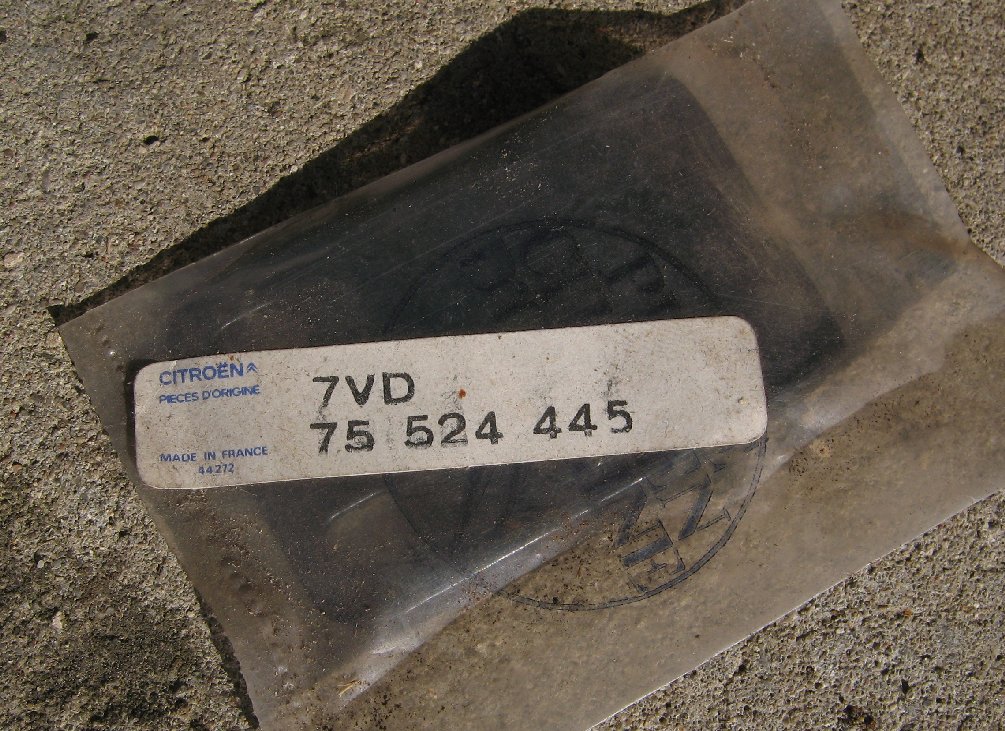 CITROËN
PIECES D'ORIGINE
7VD
75 524 445
MADE IN FRANCE
44272